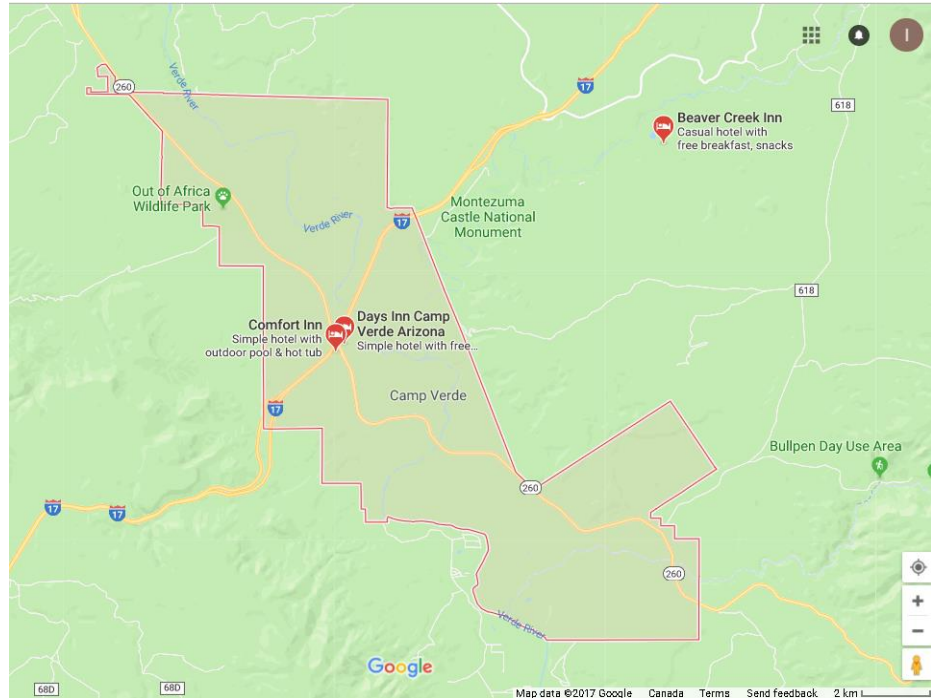 260
Verde River
17
I
618
Beaver Creek Inn
Casual hotel with
free breakfast, snacks
Out of Africa
Wildlife Park
Montezuma
Castle National
Monument
Verde River
17
618
Comfort Inn
Simple hotel with
outdoor pool & hot tub
Days Inn Camp
Verde Arizona
Simple hotel with free...
Camp Verde
17
Bullpen Day Use Area
260
17
17
260
Verde River
Google
68D
68D
Map data ©2017 Google Canada Terms Send feedback 2 km